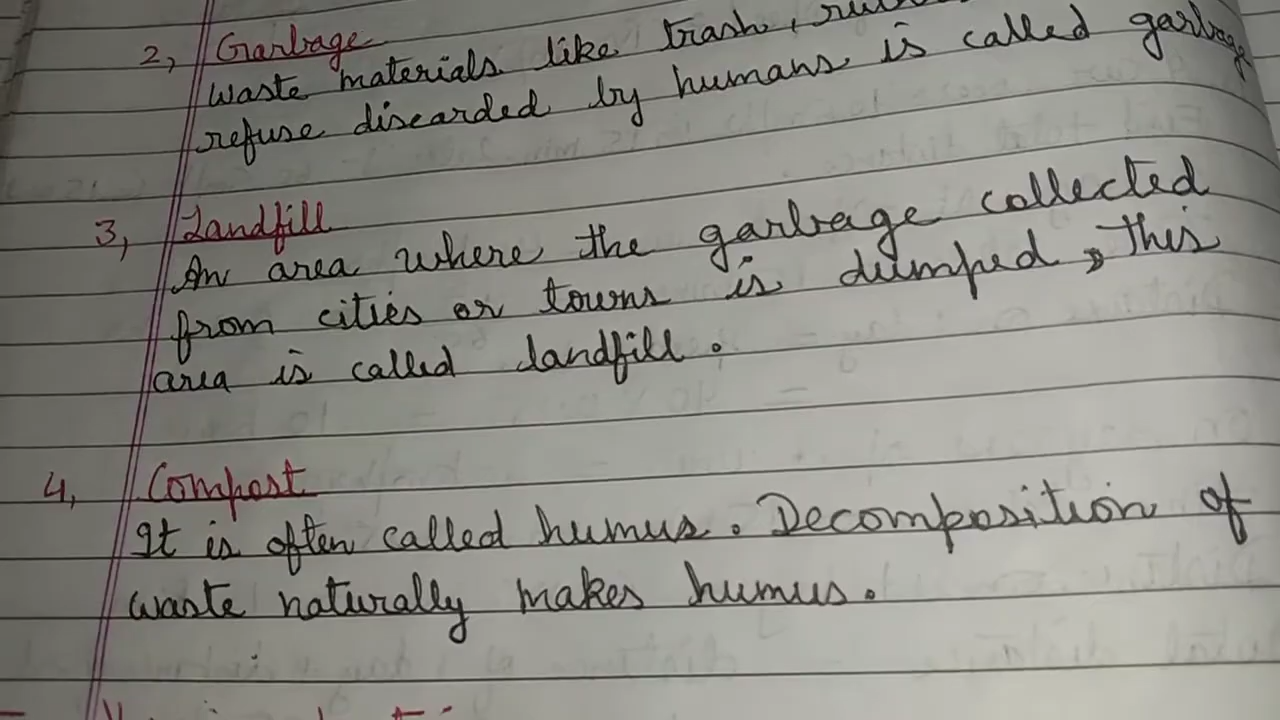 2, Garbage
waste materials like trash,
refuse discarded by humans is called garbage
3, Landfill
An area where the garbage collected
from cities or towns is dumped, this
area is called landfill.
4, Compost
It is often called humus. Decomposition of
waste naturally makes humus.